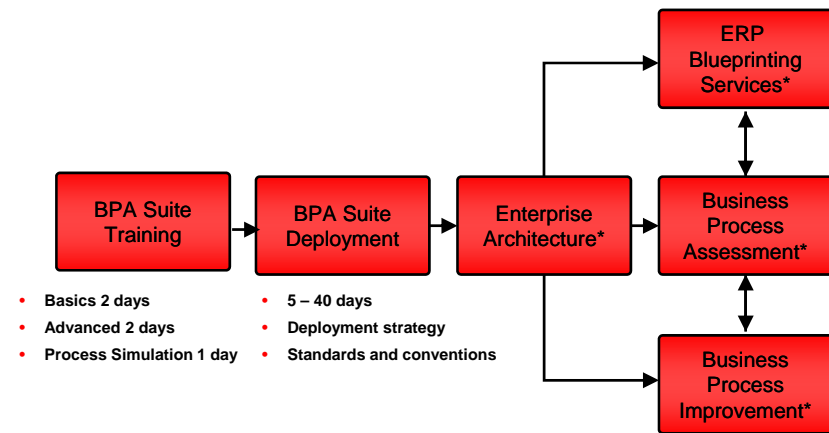 ERP
Blueprinting
Services*
BPA Suite
Training
BPA Suite
Deployment
Enterprise
Architecture*
Business
Process
Assessment*
• Basics 2 days
• Advanced 2 days
• Process Simulation 1 day
• 5 – 40 days
• Deployment strategy
• Standards and conventions
Business
Process
Improvement*